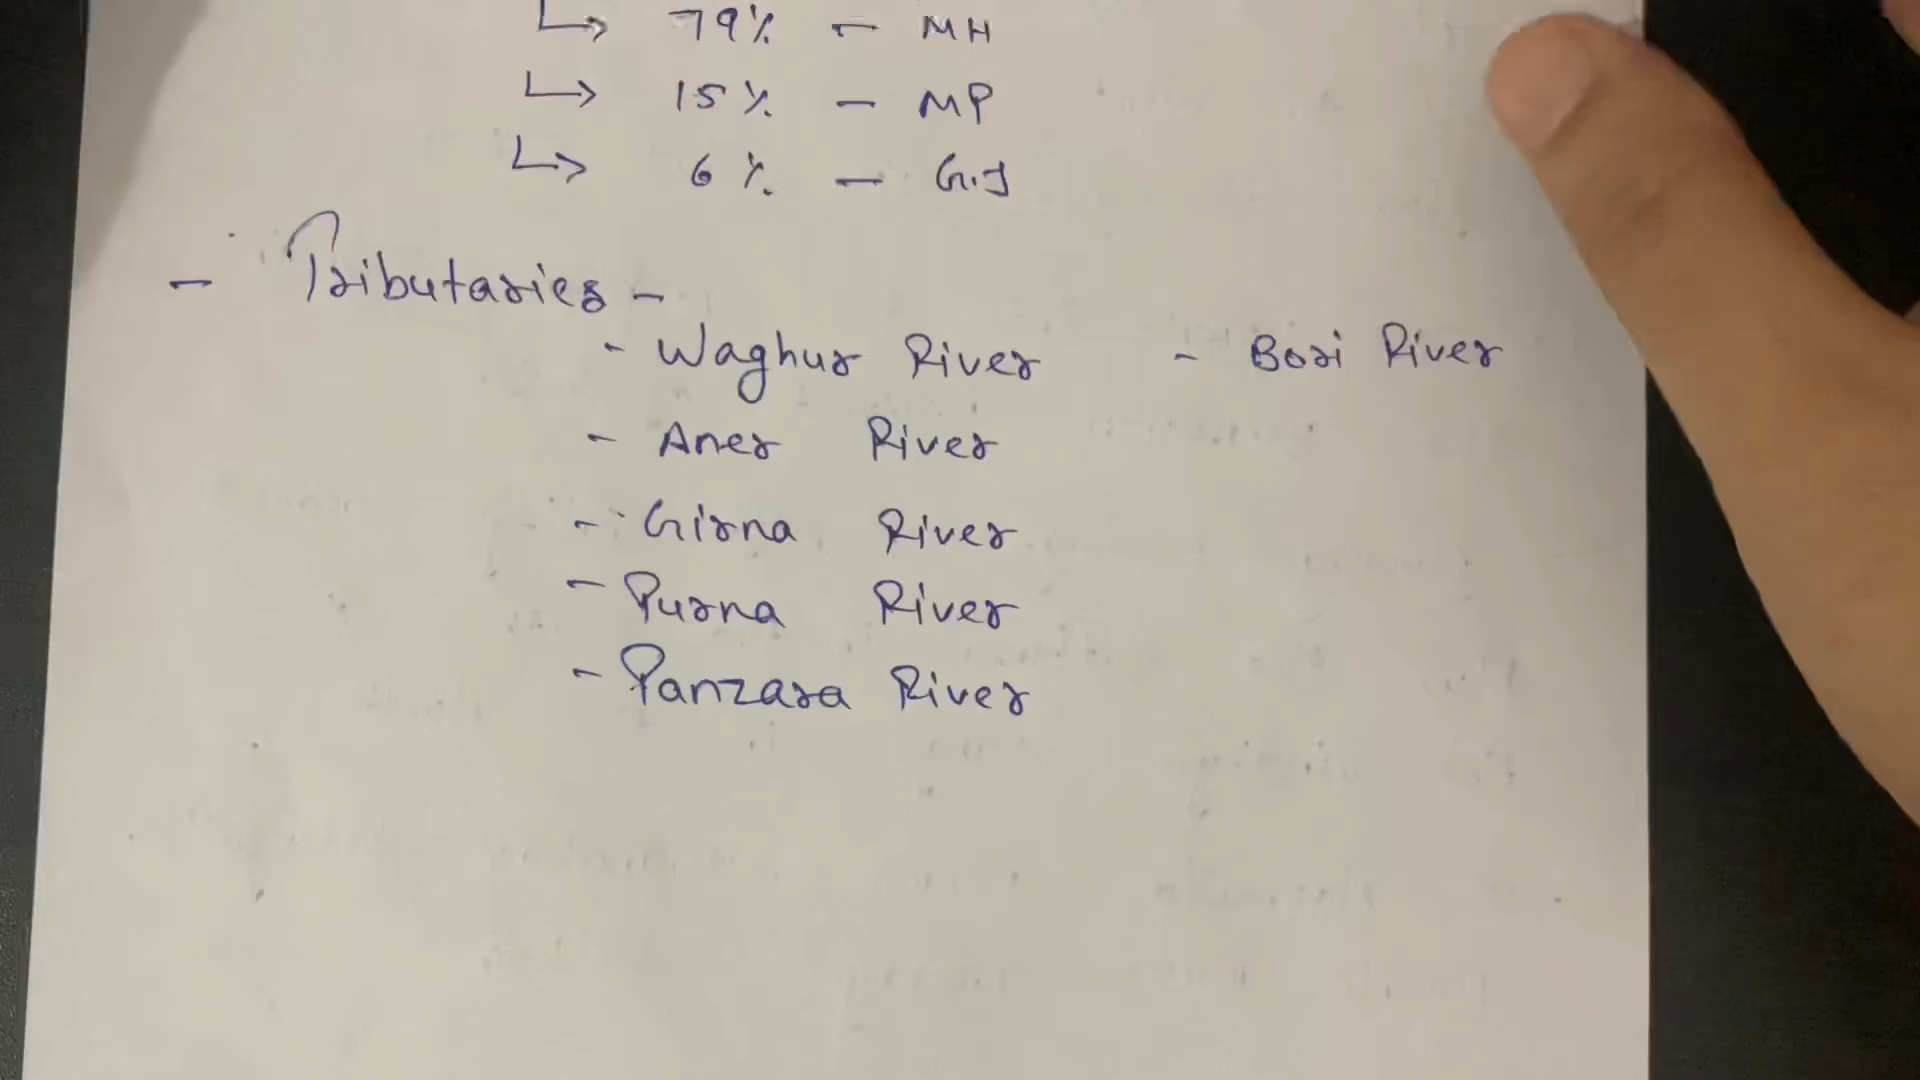 ↳ 79% - MH
↳ 15% - MP
↳ 6% - GJ
- Tributaries -
- Waghur River - Bori River
- Aner River
- Girna River
- Purna River
- Panzara River